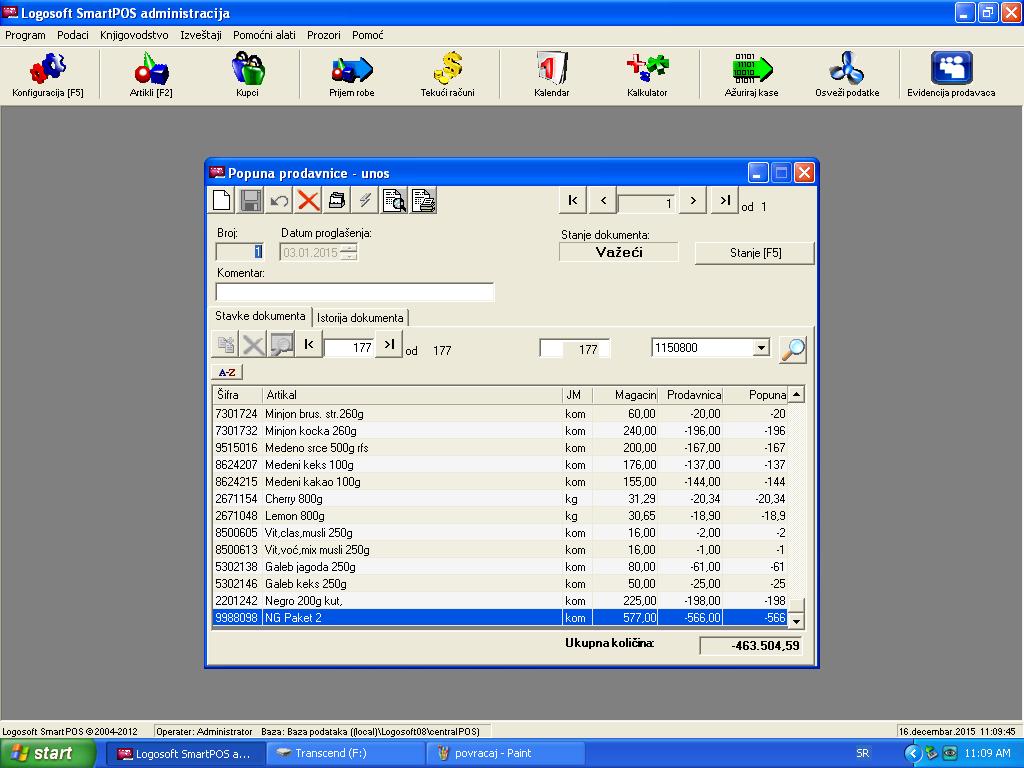 Logosoft SmartPOS administracija
Program Podaci Knjigovodstvo Izveštaji Pomoćni alati Prozori Pomoć
Konfiguracija [F5] Artikli [F2] Kupci Prijem robe Tekući računi Kalendar Kalkulator Ažuriraj kase Osveži podatke Evidencija prodavaca
Popuna prodavnice - unos
1 od 1
Broj: Datum proglašenja: Stanje dokumenta:
1 03.01.2015 Važeći Stanje [F5]
Komentar:
Stavke dokumenta Istorija dokumenta
177 od 177 177 1150800
A-Z
Šifra Artikal JM Magacin Prodavnica Popuna
7301724 Minjon brus. str.260g kom 60,00 -20,00 -20
7301732 Minjon kocka 260g kom 240,00 -196,00 -196
9515016 Medeno srce 500g rfs kom 200,00 -167,00 -167
8624207 Medeni keks 100g kom 176,00 -137,00 -137
8624215 Medeni kakao 100g kom 155,00 -144,00 -144
2671154 Cherry 800g kg 31,29 -20,34 -20,34
2671048 Lemon 800g kg 30,65 -18,90 -18,9
8500605 Vit,clas,musli 250g kom 16,00 -2,00 -2
8500613 Vit,voć,mix musli 250g kom 16,00 -1,00 -1
5302138 Galeb jagoda 250g kom 80,00 -61,00 -61
5302146 Galeb keks 250g kom 50,00 -25,00 -25
2201242 Negro 200g kut, kom 225,00 -198,00 -198
9988098 NG Paket 2 kom 577,00 -566,00 -566
Ukupna količina: -463.504,59
Logosoft SmartPOS ©2004-2012 Operater: Administrator Baza: Baza podataka ((local)\Logosoft08\centralPOS) 16.decembar.2015 11:09:45
start Logosoft SmartPOS a... Transcend (F:) povracaj - Paint SR 11:09 AM